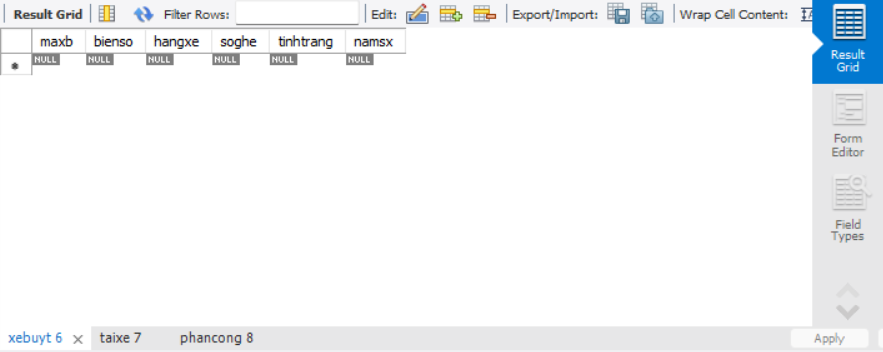 Result Grid Filter Rows: Edit: Export/Import: Wrap Cell Content:
maxb bienso hangxe soghe tinhtrang namsx
* NULL NULL NULL NULL NULL NULL
Result
Grid
Form
Editor
Field
Types
xebuyt 6 × taixe 7 phancong 8 Apply